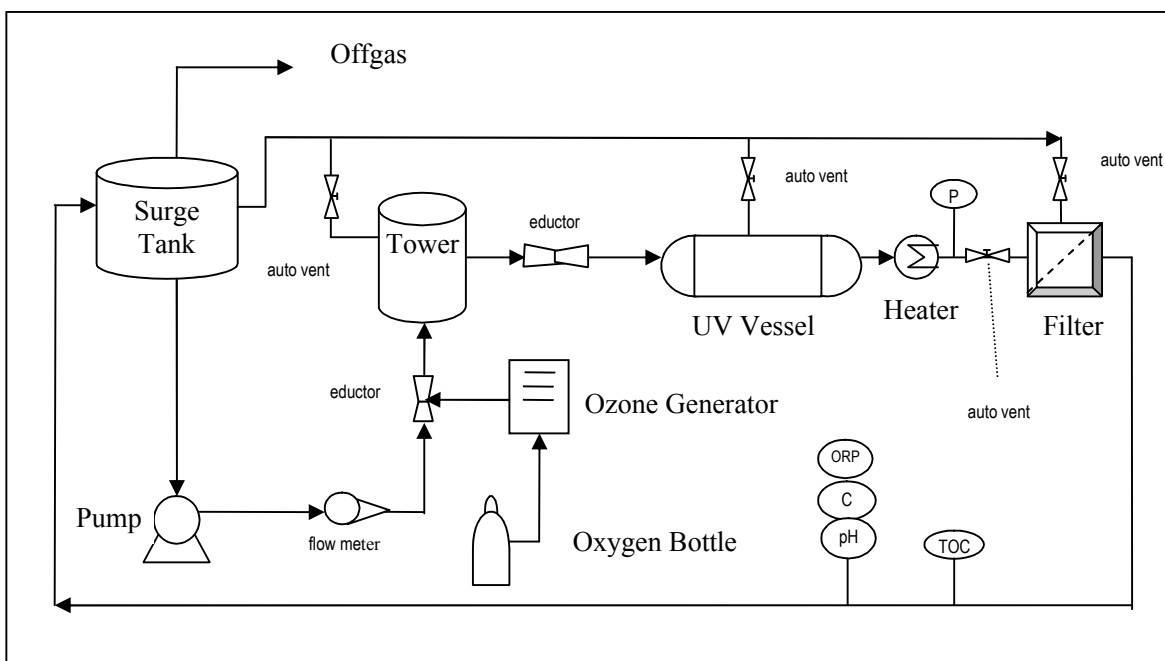 Offgas
Surge
Tank
auto vent
Tower
eductor
auto vent
UV Vessel
P
Heater
auto vent
Filter
auto vent
eductor
Ozone Generator
Pump
flow meter
Oxygen Bottle
ORP
C
pH
TOC